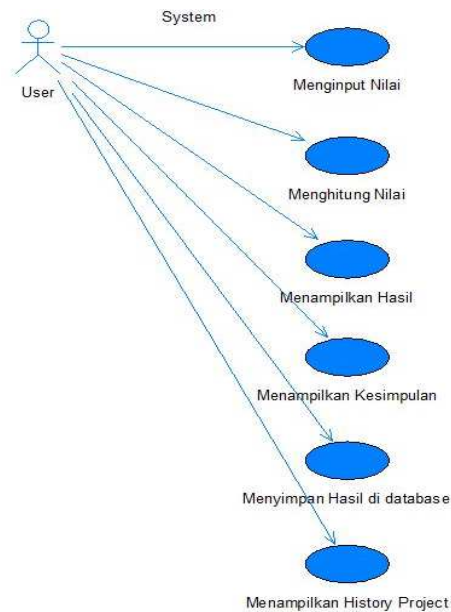 System
User
Menginput Nilai
Menghitung Nilai
Menampilkan Hasil
Menampilkan Kesimpulan
Menyimpan Hasil di database
Menampilkan History Project